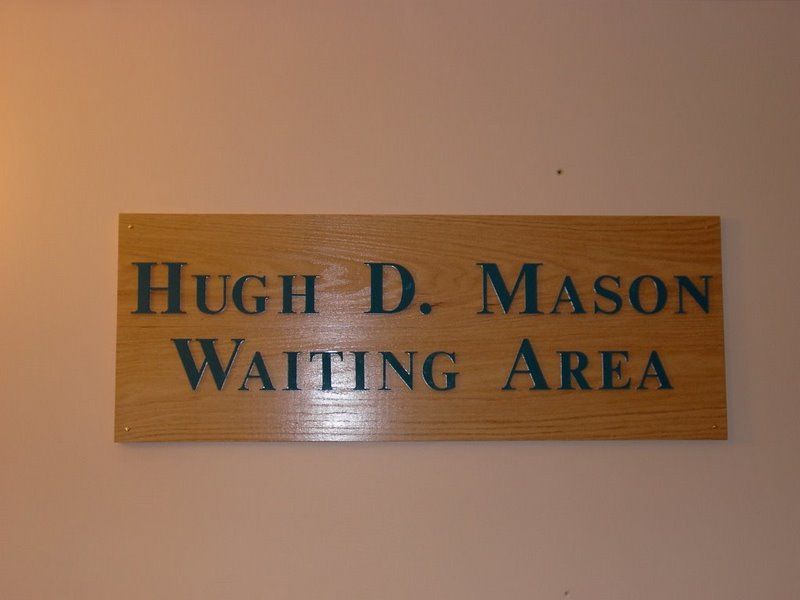 HUGH D. MASON
WAITING AREA